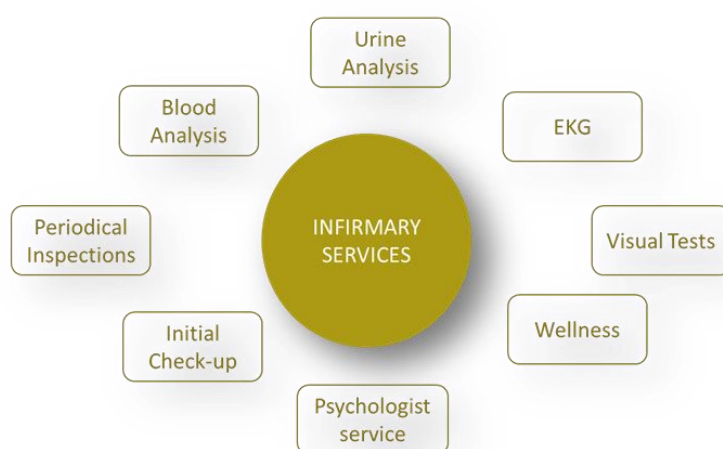 Urine
Analysis
Blood
Analysis
EKG
Periodical
Inspections
INFIRMARY
SERVICES
Visual Tests
Initial
Check-up
Wellness
Psychologist
service